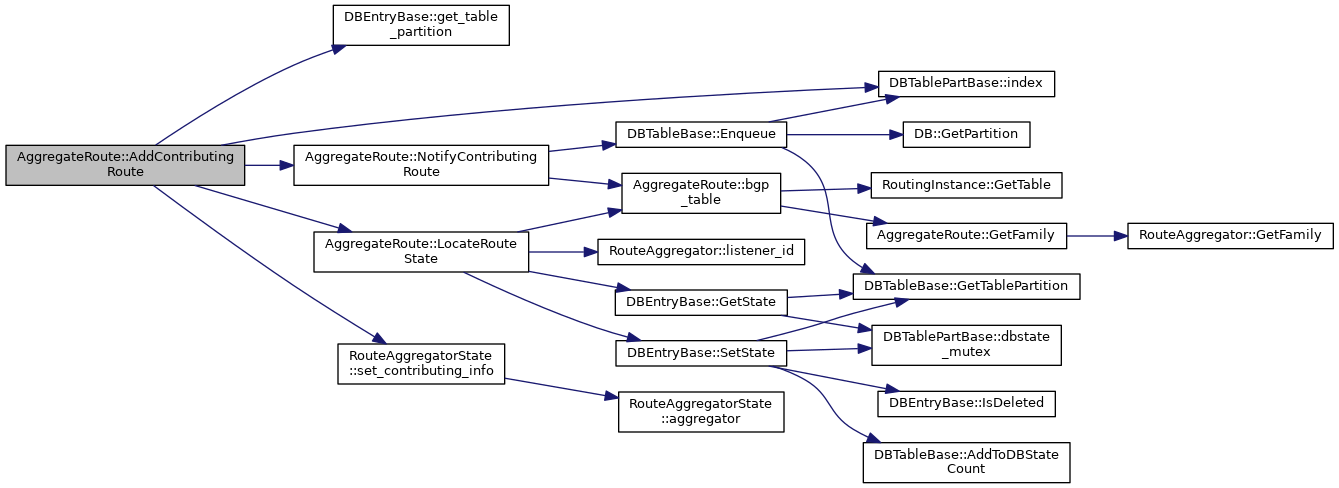 AggregateRoute::AddContributing
Route
DBEntryBase::get_table
_partition
DBTablePartBase::index
AggregateRoute::NotifyContributing
Route
DBTableBase::Enqueue
DB::GetPartition
AggregateRoute::bgp
_table
RoutingInstance::GetTable
AggregateRoute::GetFamily
RouteAggregator::GetFamily
AggregateRoute::LocateRoute
State
RouteAggregator::listener_id
DBTableBase::GetTablePartition
DBEntryBase::GetState
DBTablePartBase::dbstate
_mutex
DBEntryBase::SetState
DBEntryBase::IsDeleted
DBTableBase::AddToDBState
Count
RouteAggregatorState
::set_contributing_info
RouteAggregatorState
::aggregator